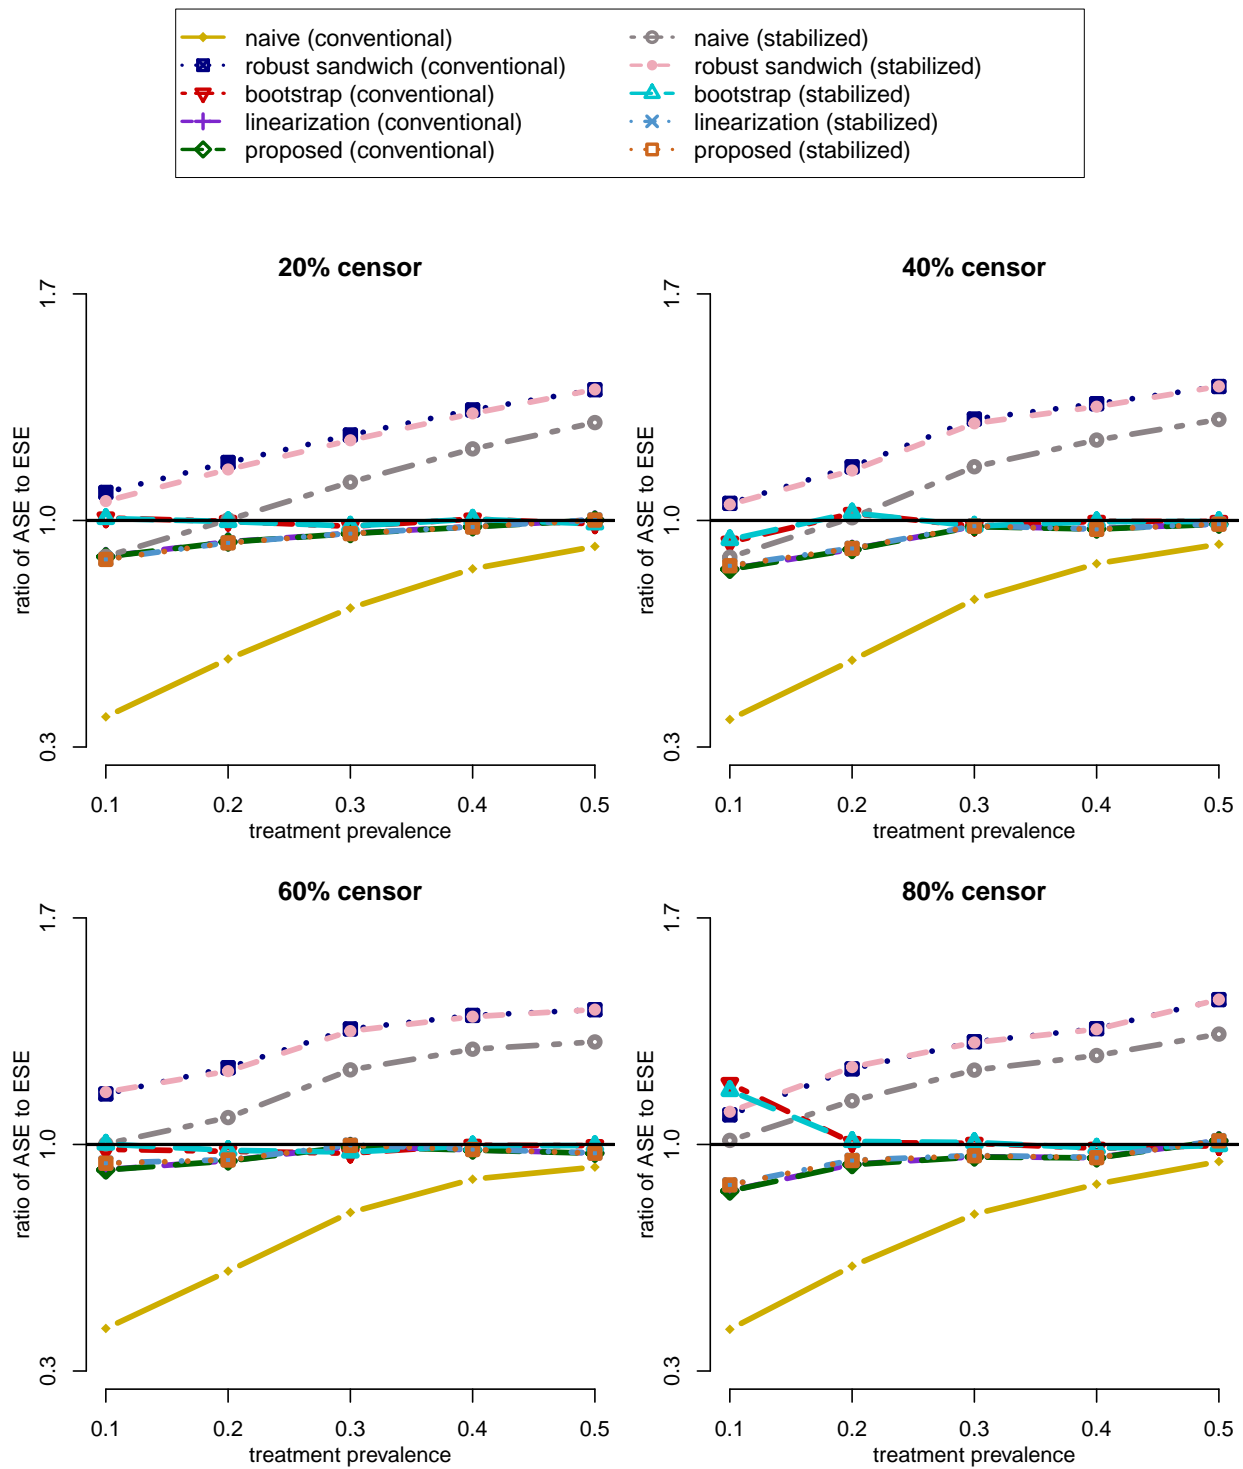 naive (conventional)
robust sandwich (conventional)
bootstrap (conventional)
linearization (conventional)
proposed (conventional)
naive (stabilized)
robust sandwich (stabilized)
bootstrap (stabilized)
linearization (stabilized)
proposed (stabilized)
20% censor
ratio of ASE to ESE
1.7
1.0
0.3
0.1 0.2 0.3 0.4 0.5
treatment prevalence
40% censor
ratio of ASE to ESE
1.7
1.0
0.3
0.1 0.2 0.3 0.4 0.5
treatment prevalence
60% censor
ratio of ASE to ESE
1.7
1.0
0.3
0.1 0.2 0.3 0.4 0.5
treatment prevalence
80% censor
ratio of ASE to ESE
1.7
1.0
0.3
0.1 0.2 0.3 0.4 0.5
treatment prevalence